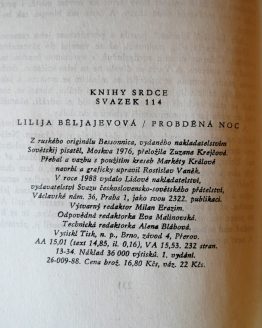 KNIHY SRDCE
SVAZEK 114
LILIJA BĚLJAJEVOVÁ / PROBDĚNÁ NOC
Z ruského originálu Bessonnica, vydaného nakladatelstvím
Sovětskij pisatěl, Moskva 1976, přeložila Zuzana Krejčová.
Přebal a vazbu s použitím kreseb Markéty Králové
navrhl a graficky upravil Rostislav Vaněk.
V roce 1988 vydalo Lidové nakladatelství,
vydavatelství Svazu československo-sovětského přátelství,
Václavské nám. 36, Praha 1, jako svou 2322. publikaci.
Výtvarný redaktor Milan Erazim.
Odpovědná redaktorka Eva Malinovská.
Technická redaktorka Alena Blábová.
Vytiskl Tisk, n. p., Brno, závod 4, Přerov.
AA 15,01 (text 14,85, il. 0,16), VA 15,53. 232 stran.
13-34. Náklad 36 000 výtisků. 1. vydání.
26-009-88. Cena brož. 16,80 Kčs, váz. 22 Kčs.